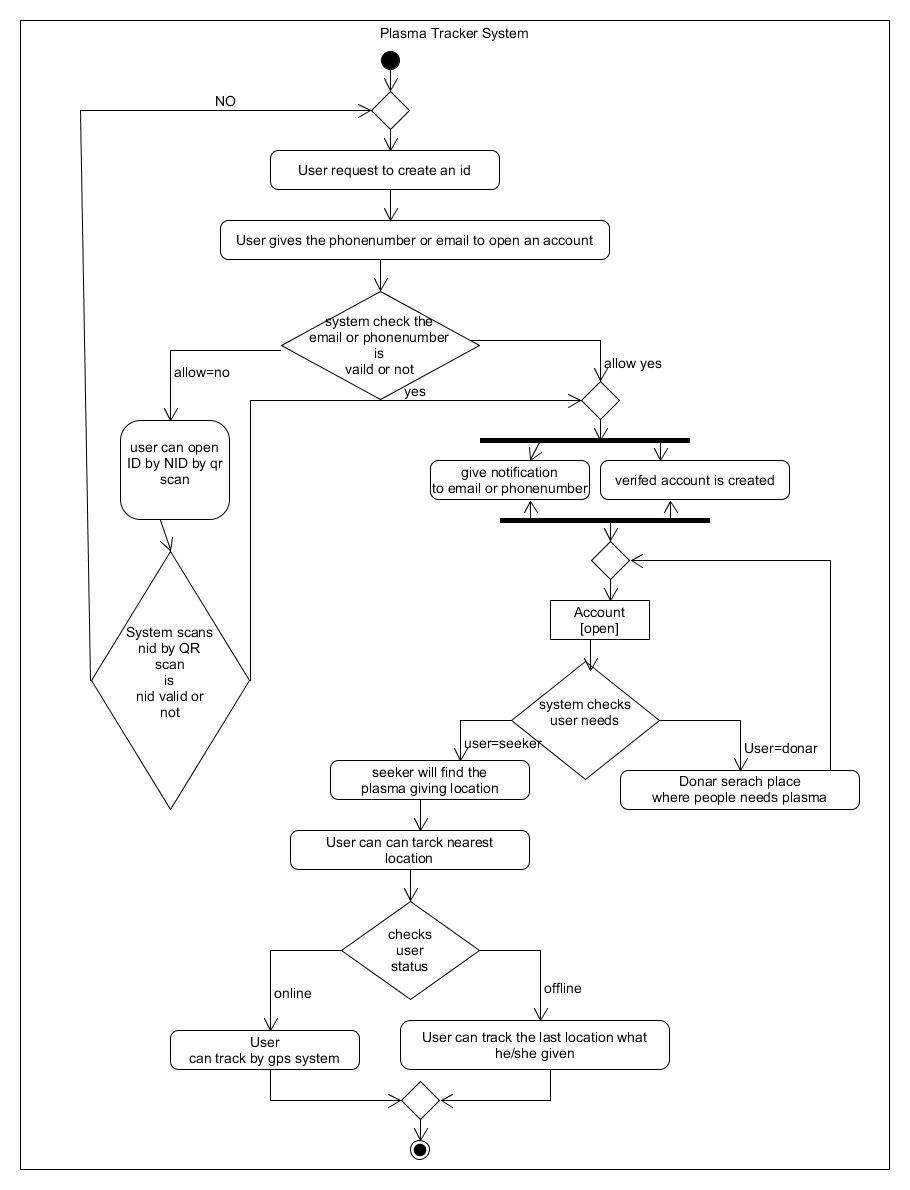 Plasma Tracker System
NO
User request to create an id
User gives the phonenumber or email to open an account
system check the
email or phonenumber
is
vaild or not
allow=no
allow yes
yes
user can open
ID by NID by qr
scan
give notification
to email or phonenumber
verifed account is created
System scans
nid by QR
scan
is
nid valid or
not
Account
[open]
system checks
user needs
user=seeker
User=donar
seeker will find the
plasma giving location
Donar serach place
where people needs plasma
User can can tarck nearest
location
checks
user
status
online
offline
User
can track by gps system
User can track the last location what
he/she given